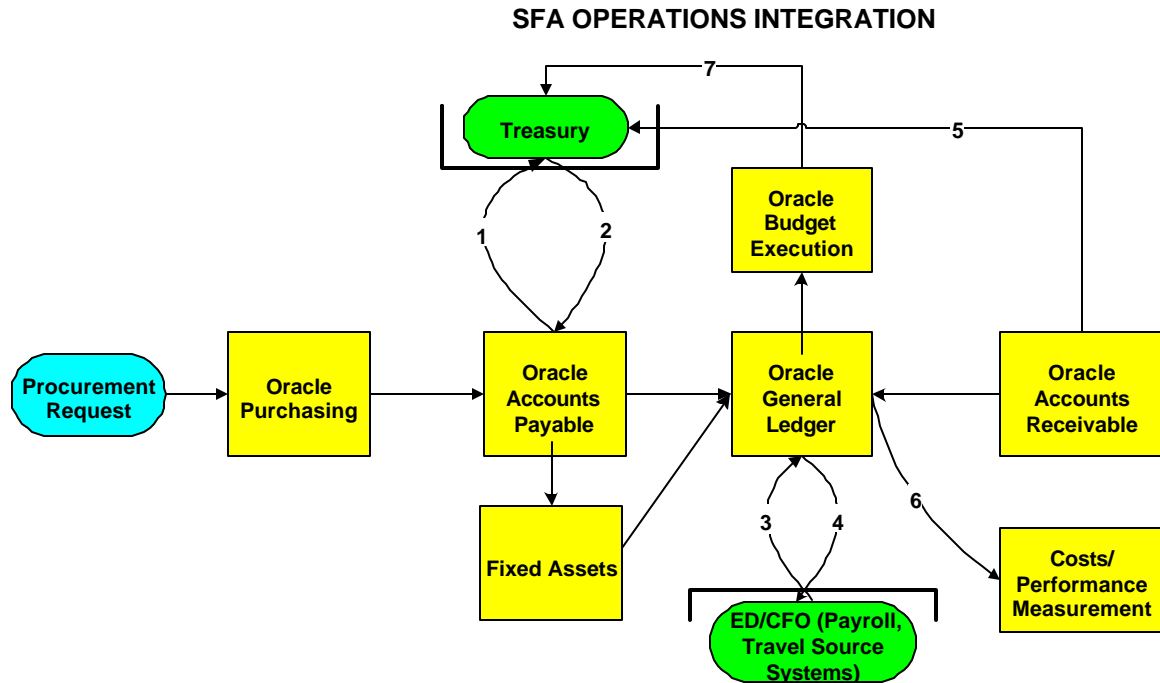 SFA OPERATIONS INTEGRATION
7
Treasury
5
Oracle
Budget
Execution
1
2
Procurement
Request
Oracle
Purchasing
Oracle
Accounts
Payable
Oracle
General
Ledger
Oracle
Accounts
Receivable
3
4
6
Fixed Assets
Costs/
Performance
Measurement
ED/CFO (Payroll,
Travel Source
Systems)